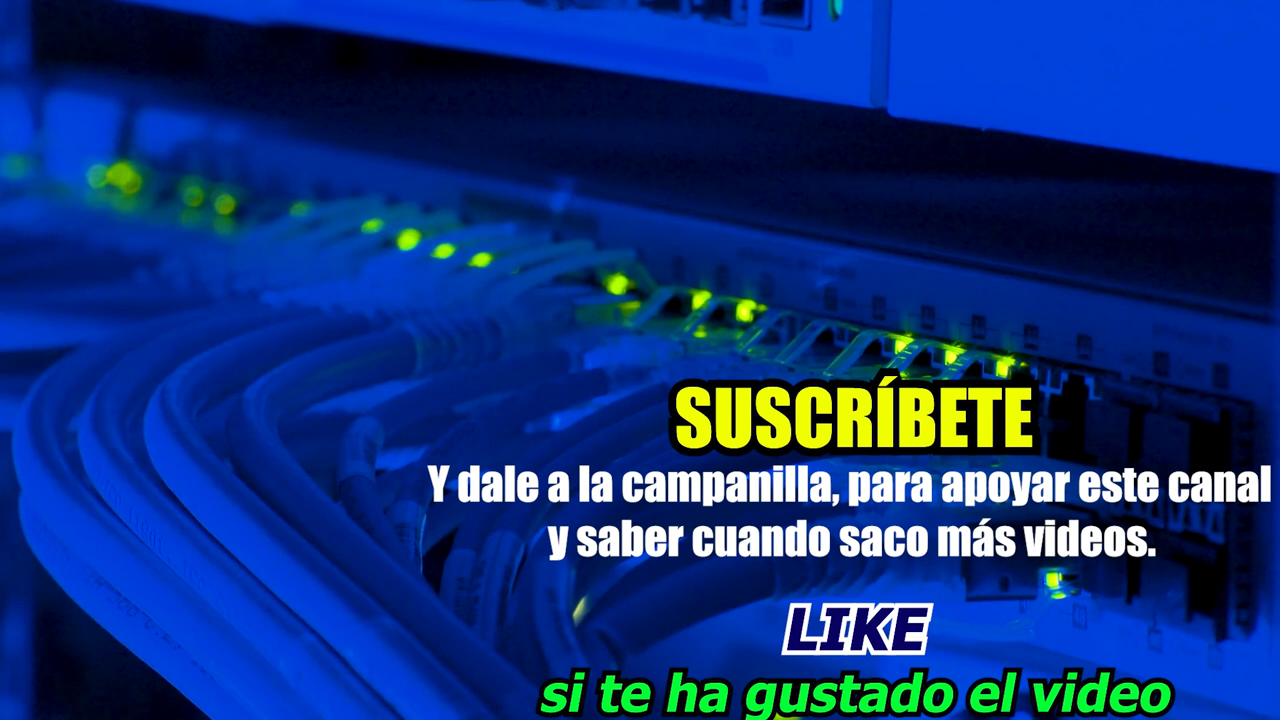 SUSCRÍBETE
Y dale a la campanilla, para apoyar este canal
y saber cuando saco más videos.
LIKE
si te ha gustado el video